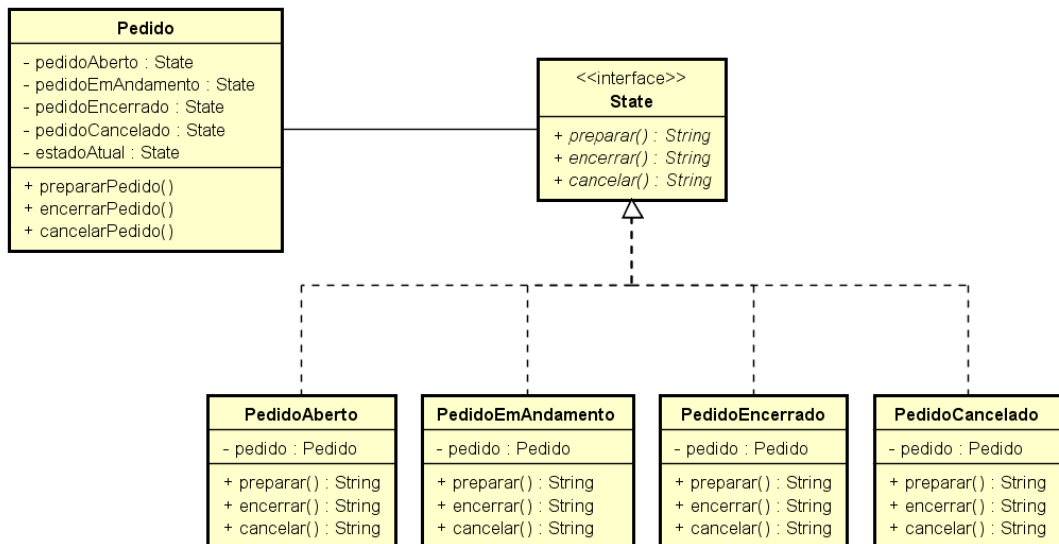 Pedido
- pedidoAberto : State
- pedidoEmAndamento : State
- pedidoEncerrado : State
- pedidoCancelado : State
- estadoAtual : State
+ prepararPedido()
+ encerrarPedido()
+ cancelarPedido()
<<interface>>
State
+ preparar() : String
+ encerrar() : String
+ cancelar() : String
PedidoAberto
- pedido : Pedido
+ preparar() : String
+ encerrar() : String
+ cancelar() : String
PedidoEmAndamento
- pedido : Pedido
+ preparar() : String
+ encerrar() : String
+ cancelar() : String
PedidoEncerrado
- pedido : Pedido
+ preparar() : String
+ encerrar() : String
+ cancelar() : String
PedidoCancelado
- pedido : Pedido
+ preparar() : String
+ encerrar() : String
+ cancelar() : String